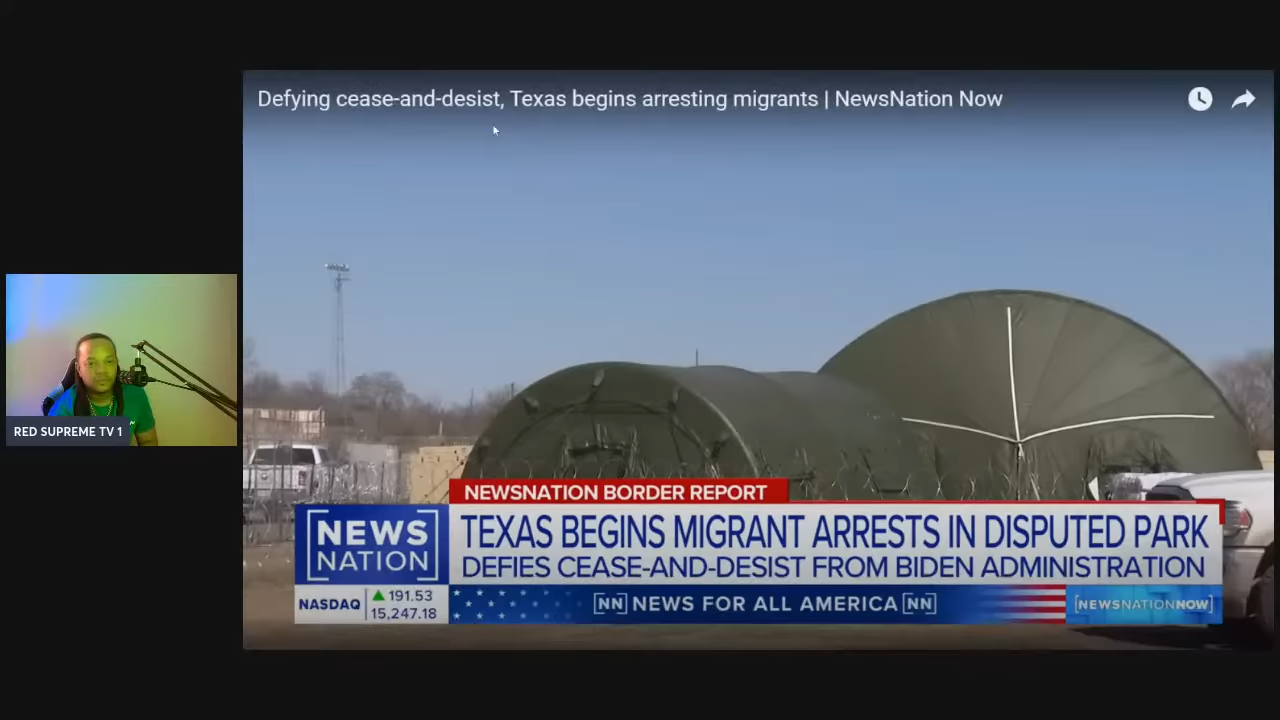 Defying cease-and-desist, Texas begins arresting migrants | NewsNation Now
RED SUPREME TV 1
NEWSNATION BORDER REPORT
NEWS
NATION
TEXAS BEGINS MIGRANT ARRESTS IN DISPUTED PARK
DEFIES CEASE-AND-DESIST FROM BIDEN ADMINISTRATION
NASDAQ
191.53
15,247.18
NN NEWS FOR ALL AMERICA NN
NEWSNATIONNOW